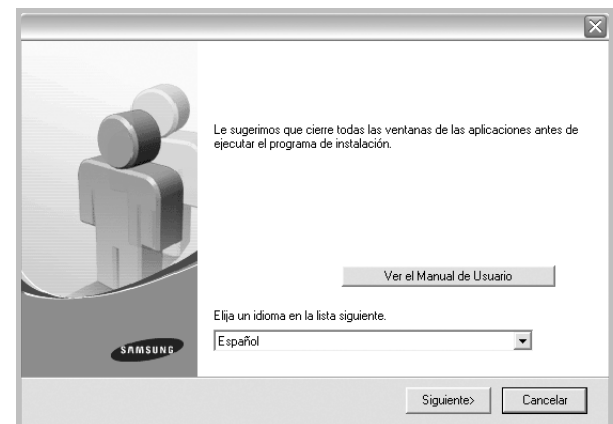 Le sugerimos que cierre todas las ventanas de las aplicaciones antes de
ejecutar el programa de instalación.
Ver el Manual de Usuario
Elija un idioma en la lista siguiente.
Español
SAMSUNG
Siguiente>
Cancelar